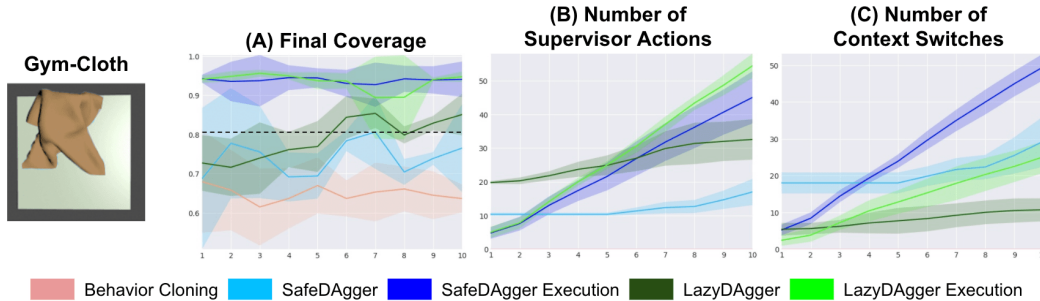 Gym-Cloth
(A) Final Coverage
1.0
0.9
0.8
0.7
0.6
1 2 3 4 5 6 7 8 9 10
(B) Number of
Supervisor Actions
50
40
30
20
10
0
1 2 3 4 5 6 7 8 9 10
(C) Number of
Context Switches
50
40
30
20
10
0
1 2 3 4 5 6 7 8 9 10
Behavior Cloning SafeDAgger SafeDAgger Execution LazyDAgger LazyDAgger Execution